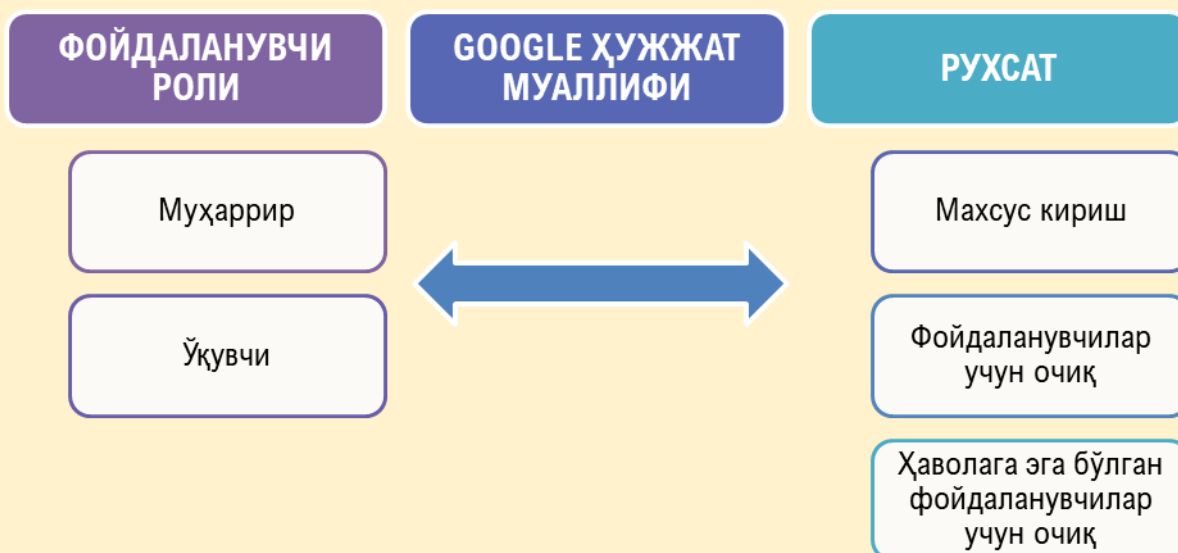 ФОЙДАЛАНУВЧИ
РОЛИ
GOOGLE ҲУЖЖАТ
МУАЛЛИФИ
РУХСАТ
Муҳаррир
Ўқувчи
Махсус кириш
Фойдаланувчилар
учун очиқ
Ҳаволага эга бўлган
фойдаланувчилар
учун очиқ